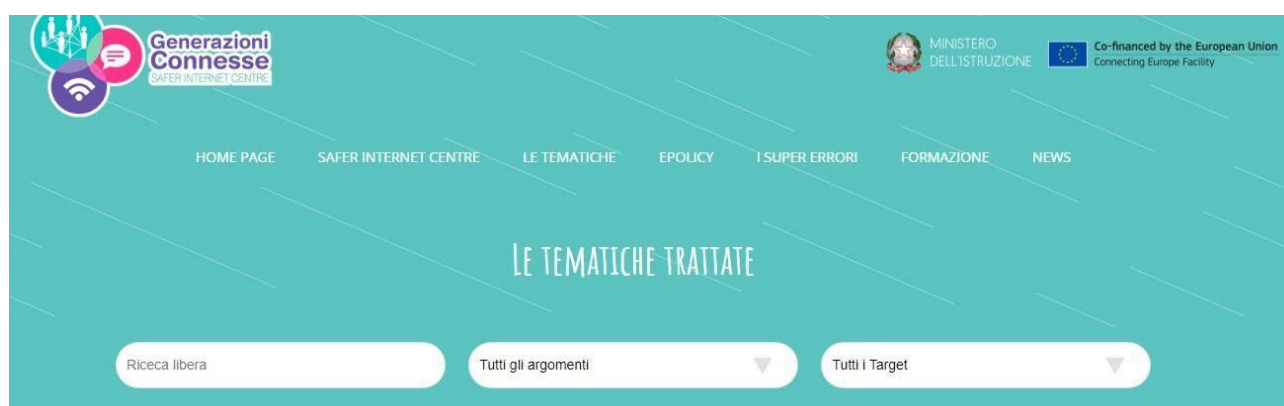 Generazioni
Connesse
SAFER INTERNET CENTRE
MINISTERO
DELL'ISTRUZIONE
Co-financed by the European Union
Connecting Europe Facility
HOME PAGE SAFER INTERNET CENTRE LE TEMATICHE EPOLICY I SUPER ERRORI FORMAZIONE NEWS
LE TEMATICHE TRATTATE
Riceca libera Tutti gli argomenti Tutti i Target